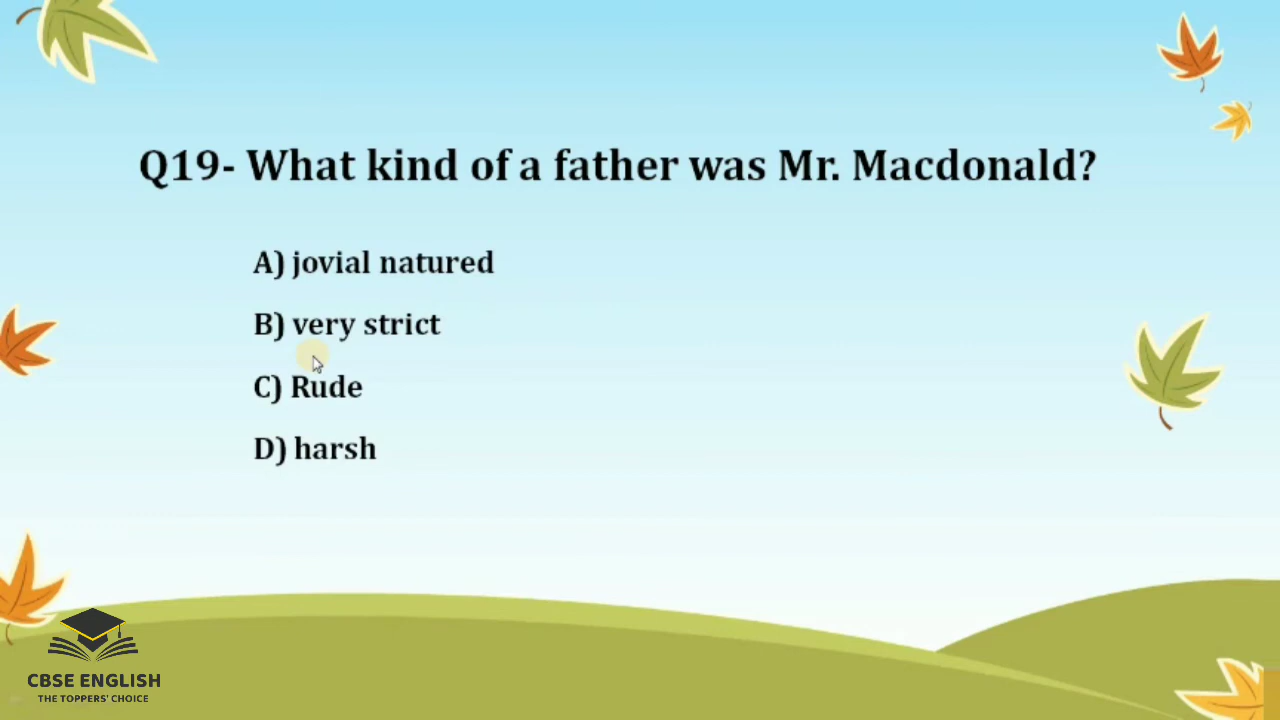 Q19- What kind of a father was Mr. Macdonald?
A) jovial natured
B) very strict
C) Rude
D) harsh
CBSE ENGLISH
THE TOPPERS' CHOICE